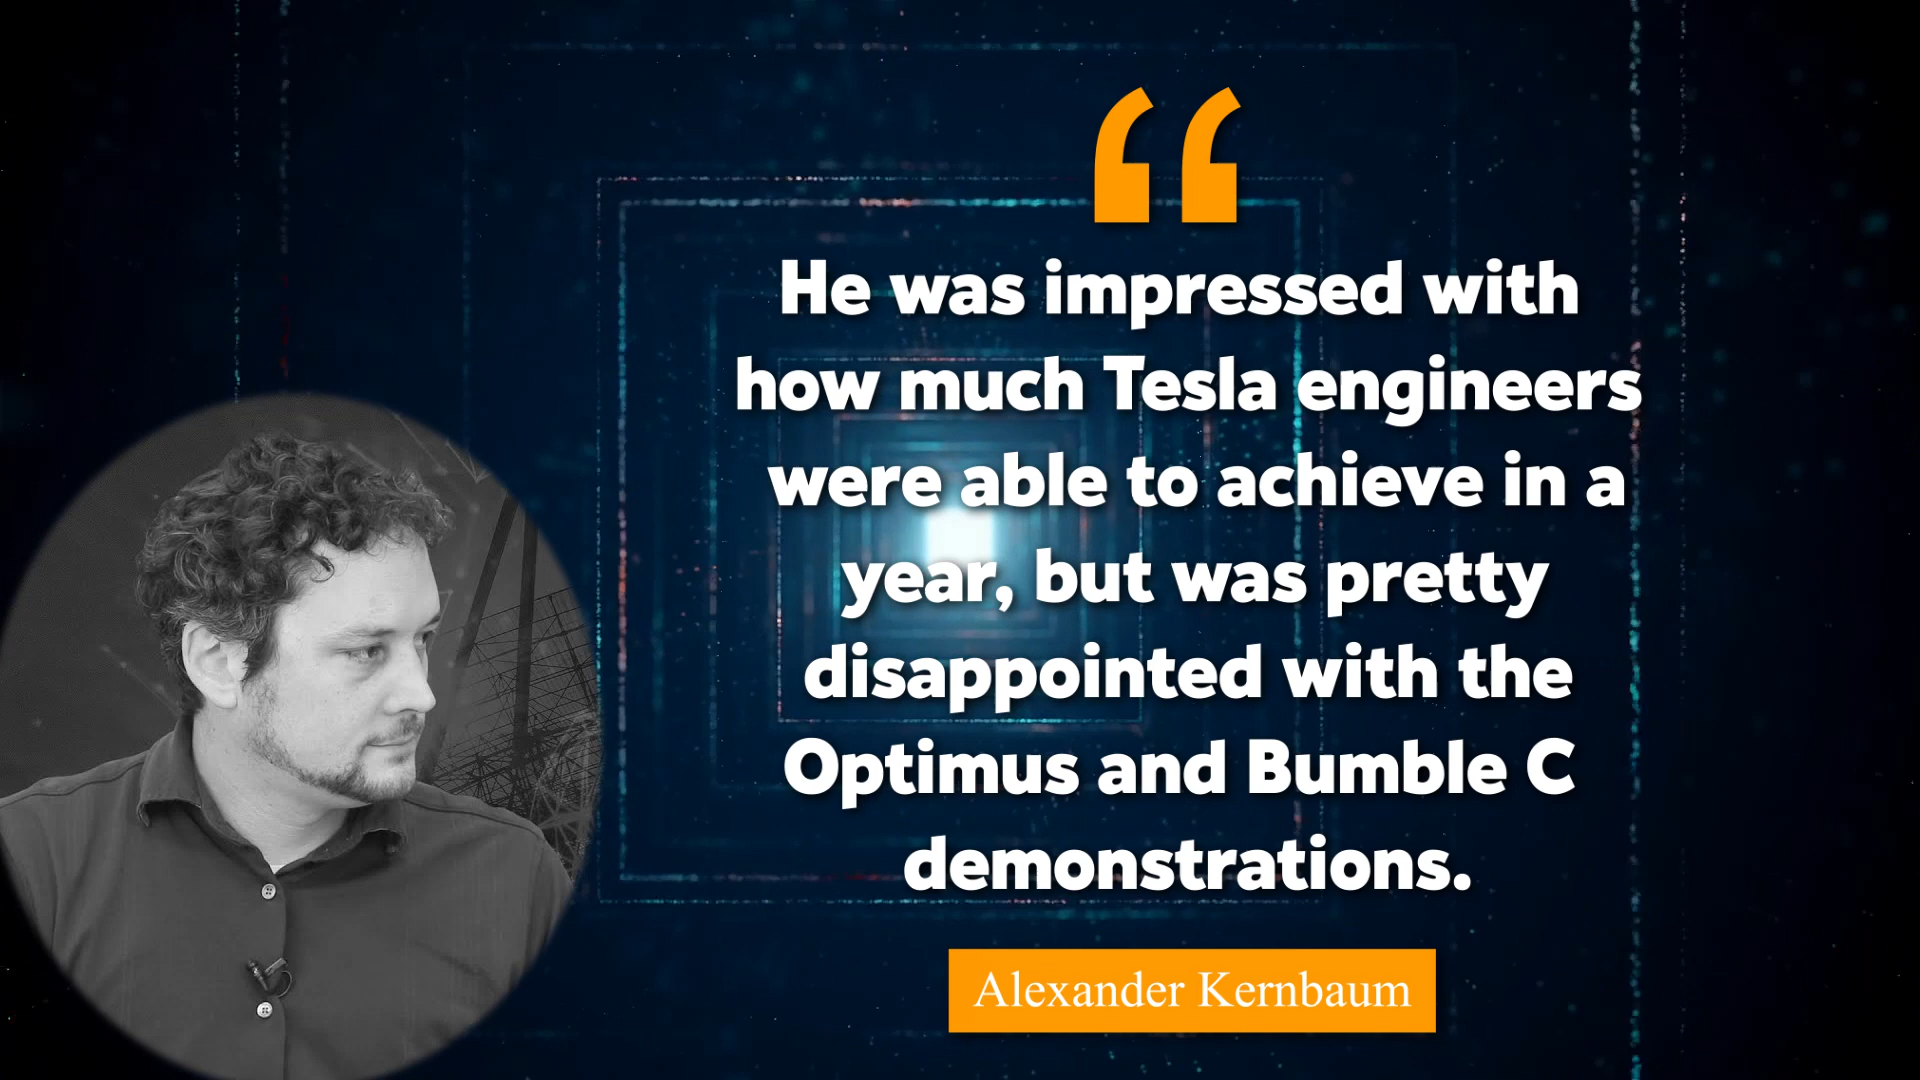 “
He was impressed with
how much Tesla engineers
were able to achieve in a
year, but was pretty
disappointed with the
Optimus and Bumble C
demonstrations.
Alexander Kernbaum